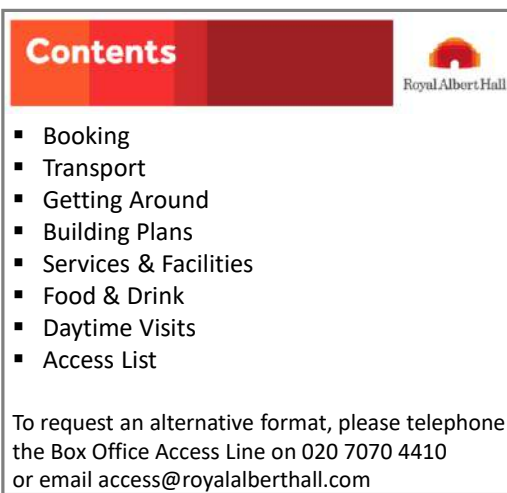 Contents
Royal Albert Hall
▪ Booking
▪ Transport
▪ Getting Around
▪ Building Plans
▪ Services & Facilities
▪ Food & Drink
▪ Daytime Visits
▪ Access List
To request an alternative format, please telephone
the Box Office Access Line on 020 7070 4410
or email access@royalalberthall.com